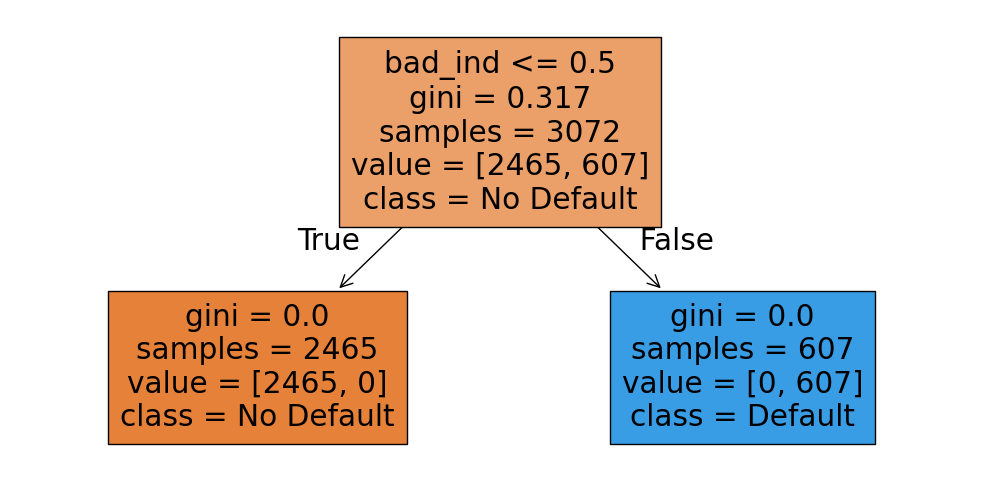 bad_ind <= 0.5
gini = 0.317
samples = 3072
value = [2465, 607]
class = No Default
True
False
gini = 0.0
samples = 2465
value = [2465, 0]
class = No Default
gini = 0.0
samples = 607
value = [0, 607]
class = Default